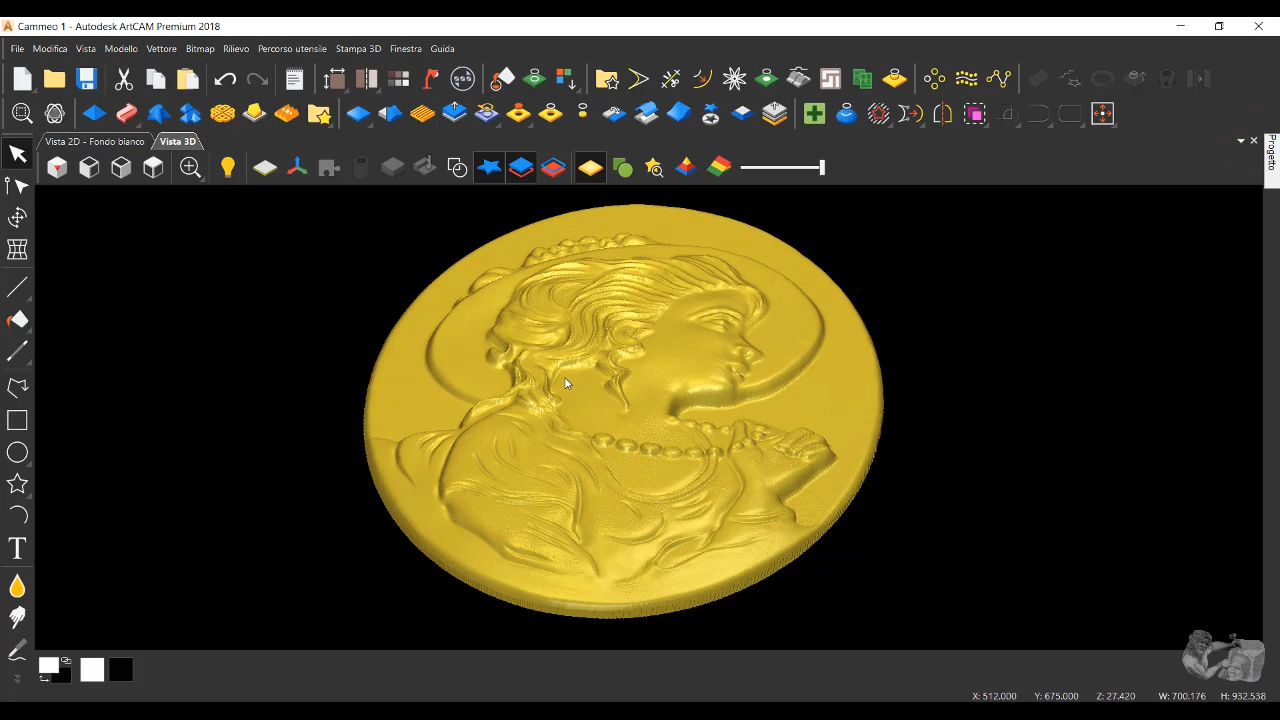 Cammeo 1 - Autodesk ArtCAM Premium 2018
File Modifica Vista Modello Vettore Bitmap Rilievo Percorso utensile Stampa 3D Finestra Guida
Vista 2D - Fondo bianco Vista 3D
Progetto
T
X: 512.000 Y: 675.000 Z: 27.420 W: 700.176 H: 932.538